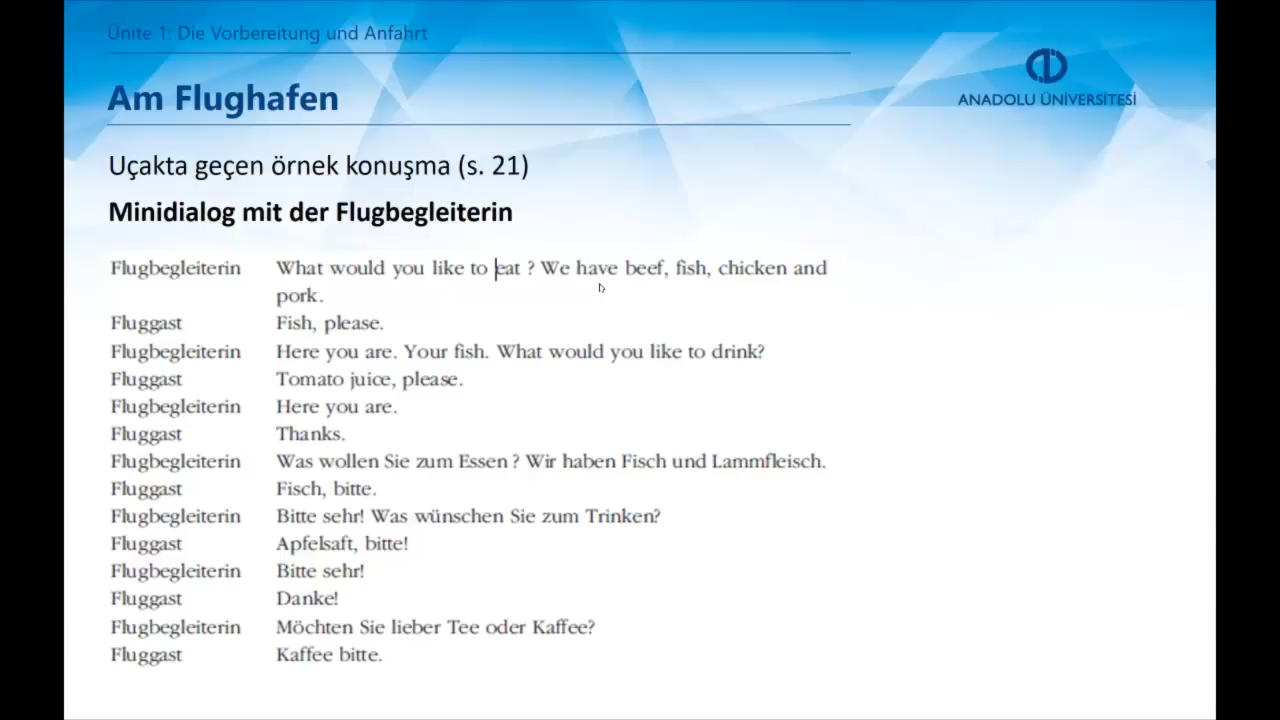 Ünite 1: Die Vorbereitung und Anfahrt
Am Flughafen
ANADOLU ÜNİVERSİTESİ
Uçakta geçen örnek konuşma (s. 21)
Minidialog mit der Flugbegleiterin
Flugbegleiterin What would you like to eat ? We have beef, fish, chicken and
pork.
Fluggast Fish, please.
Flugbegleiterin Here you are. Your fish. What would you like to drink?
Fluggast Tomato juice, please.
Flugbegleiterin Here you are.
Fluggast Thanks.
Flugbegleiterin Was wollen Sie zum Essen ? Wir haben Fisch und Lammfleisch.
Fluggast Fisch, bitte.
Flugbegleiterin Bitte sehr! Was wünschen Sie zum Trinken?
Fluggast Apfelsaft, bitte!
Flugbegleiterin Bitte sehr!
Fluggast Danke!
Flugbegleiterin Möchten Sie lieber Tee oder Kaffee?
Fluggast Kaffee bitte.